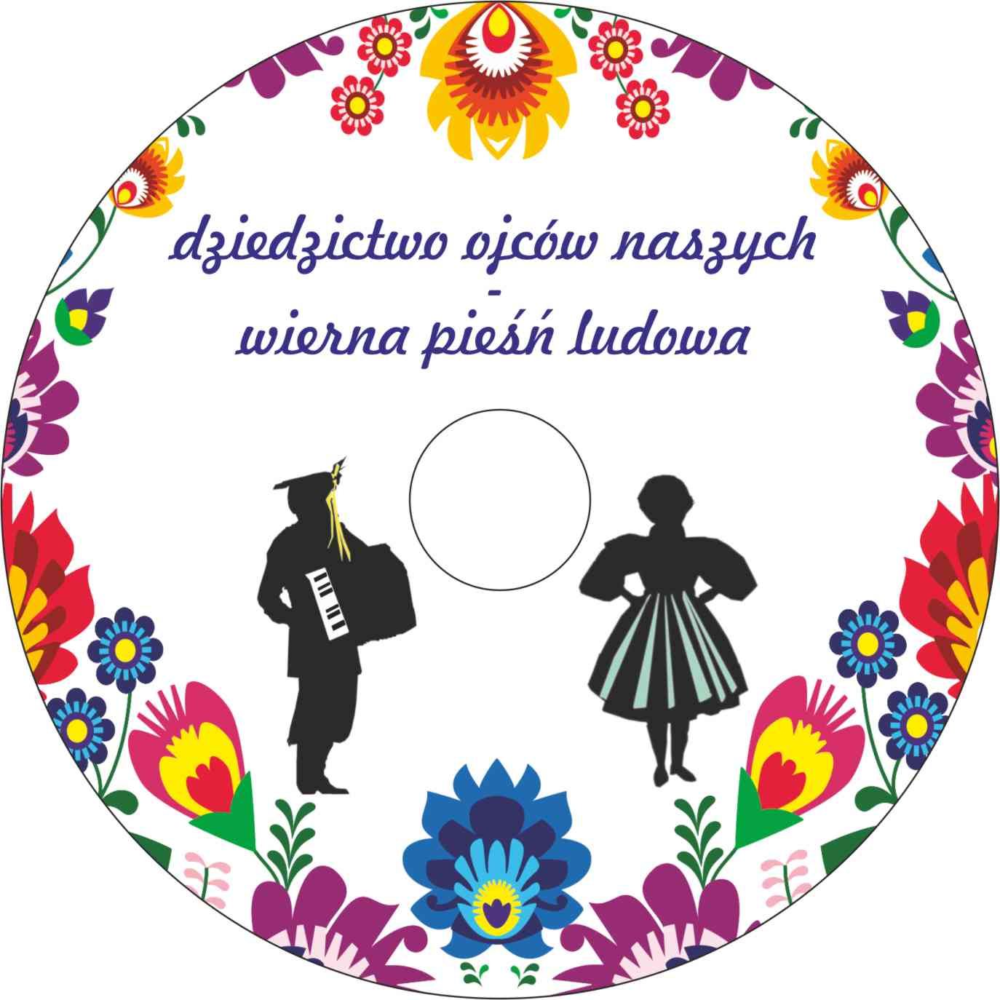 dziedzictwo ojców naszych
-
wierna pieśń ludowa